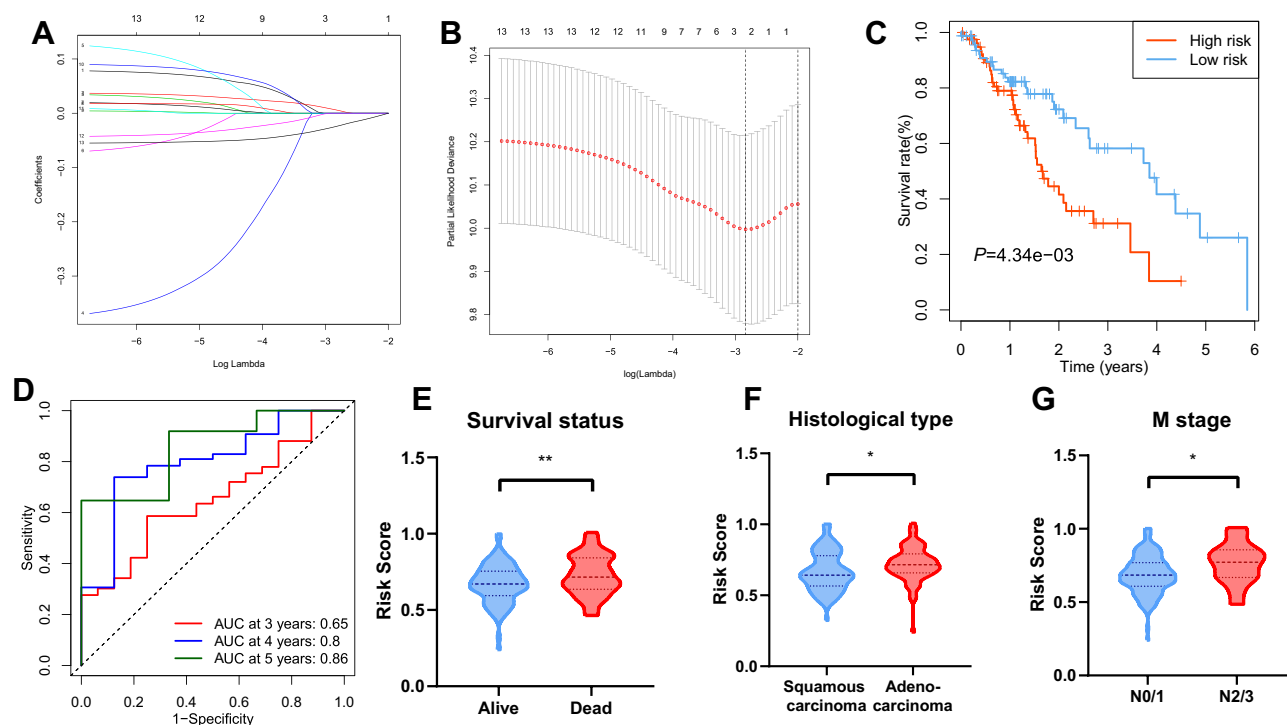 A
13 12 9 3 1
Coefficients
0.1
0.0
−0.1
−0.2
−0.3
−6 −5 −4 −3 −2
Log Lambda
B
13 13 13 13 12 12 11 9 7 7 6 3 2 1 1
Partial Likelihood Deviance
10.4
10.3
10.2
10.1
10.0
9.9
9.8
−6 −5 −4 −3 −2
log(Lambda)
C
High risk
Low risk
Survival rate(%)
1.0
0.8
0.6
0.4
0.2
0.0
P=4.34e−03
0 1 2 3 4 5 6
Time (years)
D
Sensitivity
1.0
0.8
0.6
0.4
0.2
0.0
AUC at 3 years: 0.65
AUC at 4 years: 0.8
AUC at 5 years: 0.86
0.0 0.2 0.4 0.6 0.8 1.0
1−Specificity
E
Survival status
**
Risk Score
1.5
1.0
0.5
0.0
Alive Dead
F
Histological type
*
Risk Score
1.5
1.0
0.5
0.0
Squamous Adeno-
carcinoma carcinoma
G
M stage
*
Risk Score
1.5
1.0
0.5
0.0
N0/1 N2/3